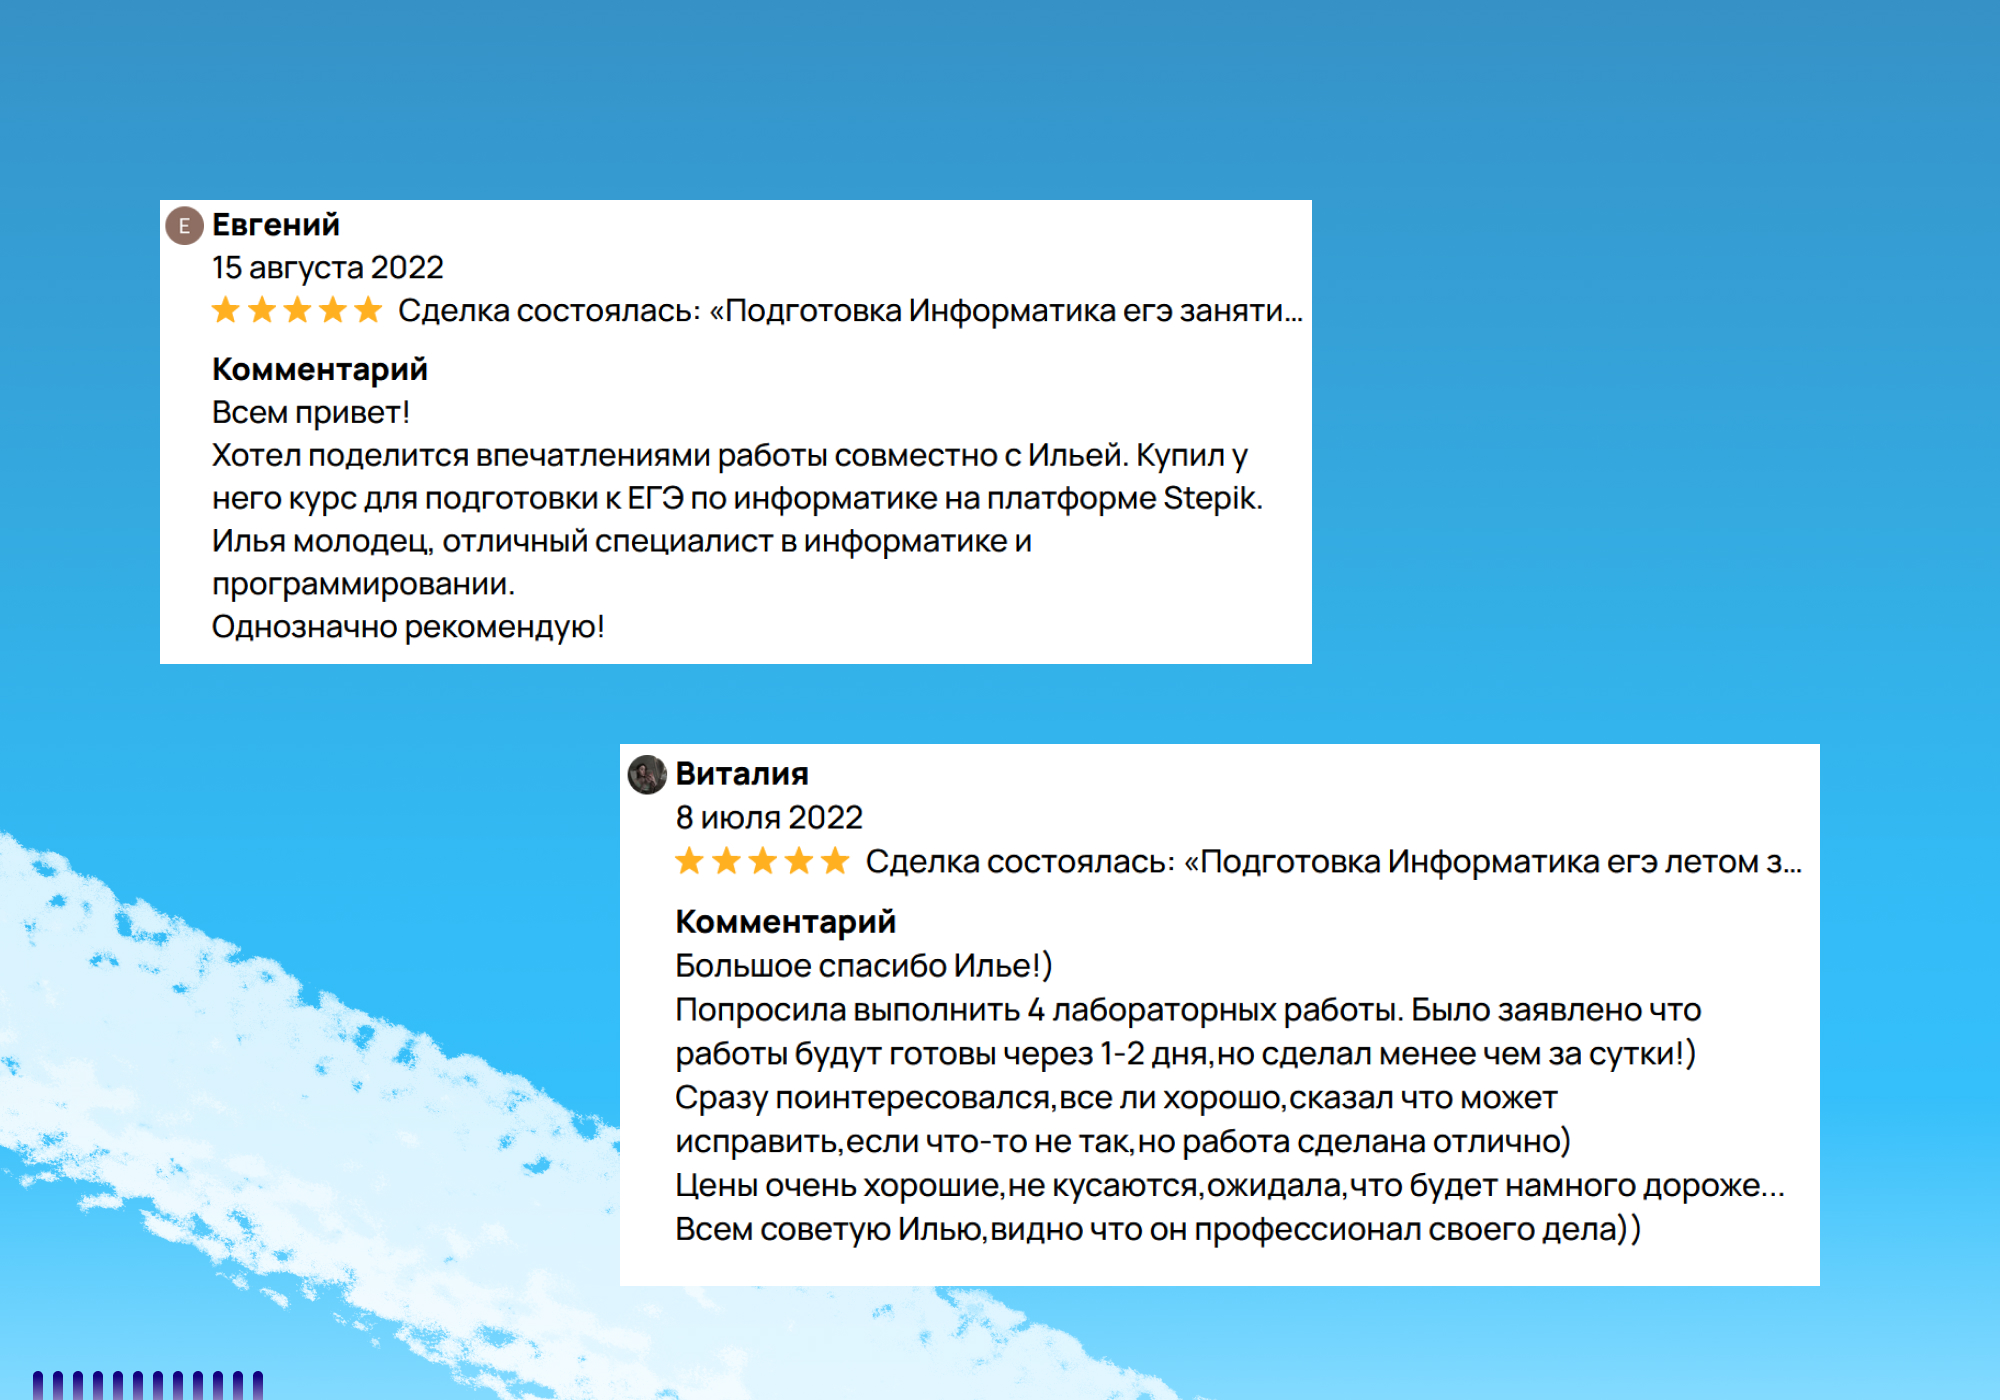 E Евгений
15 августа 2022
Сделка состоялась: «Подготовка Информатика егэ заняти...
Комментарий
Всем привет!
Хотел поделится впечатлениями работы совместно с Ильей. Купил у
него курс для подготовки к ЕГЭ по информатике на платформе Stepik.
Илья молодец, отличный специалист в информатике и
программировании.
Однозначно рекомендую!
Виталия
8 июля 2022
Сделка состоялась: «Подготовка Информатика егэ летом з...
Комментарий
Большое спасибо Илье!)
Попросила выполнить 4 лабораторных работы. Было заявлено что
работы будут готовы через 1-2 дня,но сделал менее чем за сутки!)
Сразу поинтересовался,все ли хорошо,сказал что может
исправить,если что-то не так,но работа сделана отлично)
Цены очень хорошие,не кусаются,ожидала,что будет намного дороже...
Всем советую Илью,видно что он профессионал своего дела))